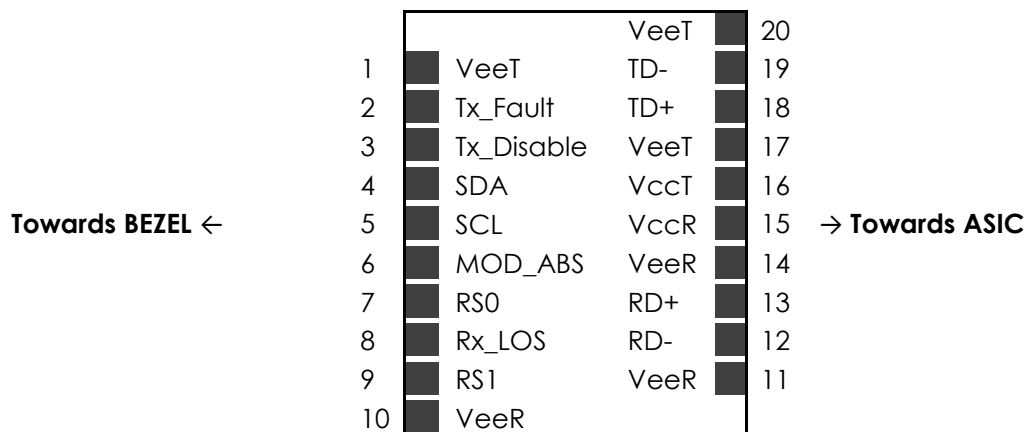 VeeT 20
1 VeeT TD- 19
2 Tx_Fault TD+ 18
3 Tx_Disable VeeT 17
4 SDA VccT 16
Towards BEZEL ← 5 SCL VccR 15 → Towards ASIC
6 MOD_ABS VeeR 14
7 RS0 RD+ 13
8 Rx_LOS RD- 12
9 RS1 VeeR 11
10 VeeR